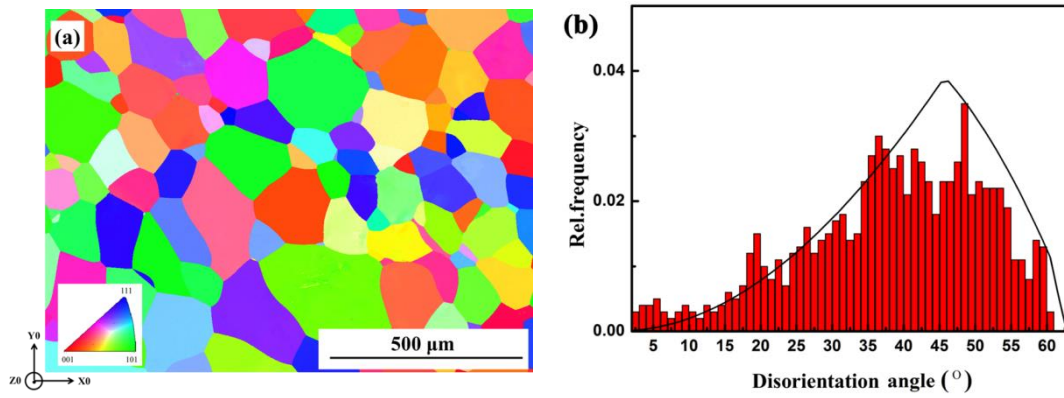 (a)
111
001
101
Y0
Z0
X0
500 μm
(b)
0.04
0.02
0.00
Rel.frequency
5 10 15 20 25 30 35 40 45 50 55 60
Disorientation angle (°)